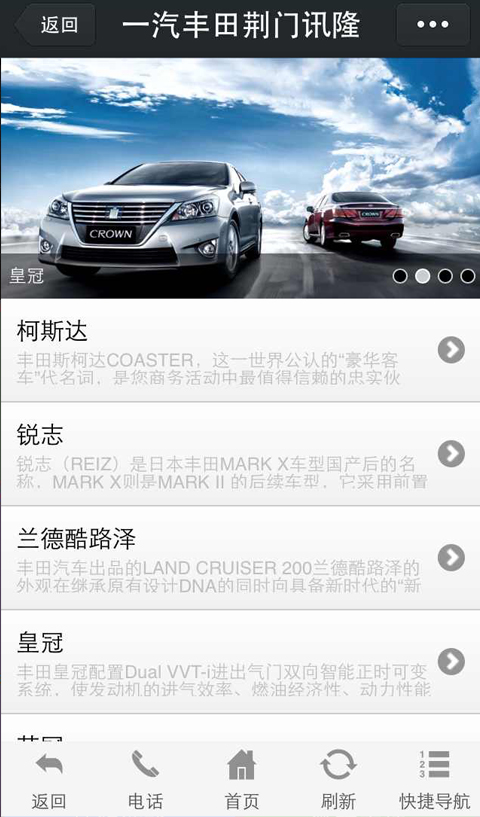 返回
一汽丰田荆门讯隆
CROWN
CROWN
皇冠
柯斯达
丰田斯柯达COASTER，这一世界公认的“豪华客
车”代名词，是您商务活动中最值得信赖的忠实伙
锐志
锐志（REIZ）是日本丰田MARK X车型国产后的名
称，MARK X则是MARK II 的后续车型，它采用前置
兰德酷路泽
丰田汽车出品的LAND CRUISER 200兰德酷路泽的
外观在继承原有设计DNA的同时向具备新时代的“新
皇冠
丰田皇冠配置Dual VVT-i进出气门双向智能正时可变
系统，使发动机的进气效率、燃油经济性、动力性能
1
2
3
返回
电话
首页
刷新
快捷导航